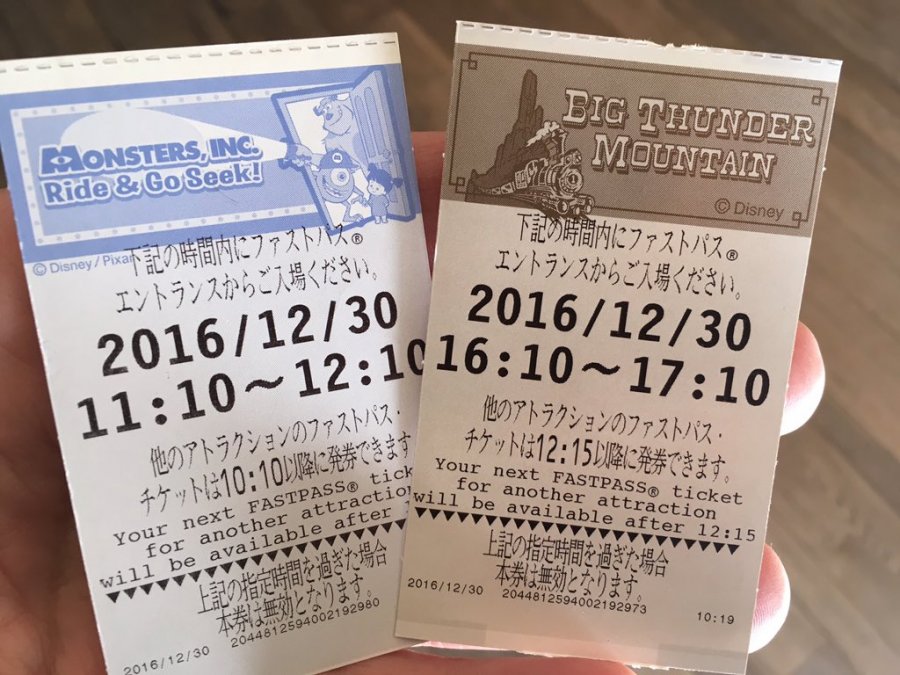 MONSTERS, INC.
Ride & Go Seek!
© Disney/Pixar
下記の時間内にファストパス®
エントランスからご入場ください。
2016/12/30
11:10～12:10
他のアトラクションのファストパス・
チケットは10:10以降に発券できます
Your next FASTPASS® ticket
for another attraction
will be available after
▼▼▼▼▼▼▼▼▼▼▼▼▼▼▼▼▼▼▼▼
上記の指定時間を過ぎた場合
本券は無効となります。
2044812594002192980
2016/12/30
BIG THUNDER
MOUNTAIN
© Disney
下記の時間内にファストパス®
エントランスからご入場ください。
2016/12/30
16:10～17:10
他のアトラクションのファストパス・
チケットは12:15以降に発券できます。
Your next FASTPASS® ticket
for another attraction
will be available after 12:15
▼▼▼▼▼▼▼▼▼▼▼▼▼▼▼▼▼▼▼▼
上記の指定時間を過ぎた場合
本券は無効となります。
2016/12/30 2044812594002192973 10:19